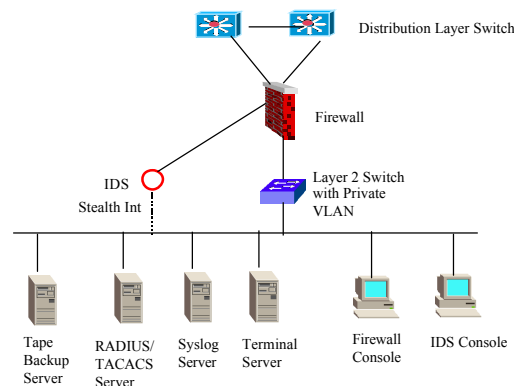 Distribution Layer Switch
Firewall
IDS
Stealth Int
Layer 2 Switch
with Private
VLAN
Tape
Backup
Server
RADIUS/
TACACS
Server
Syslog
Server
Terminal
Server
Firewall
Console
IDS Console